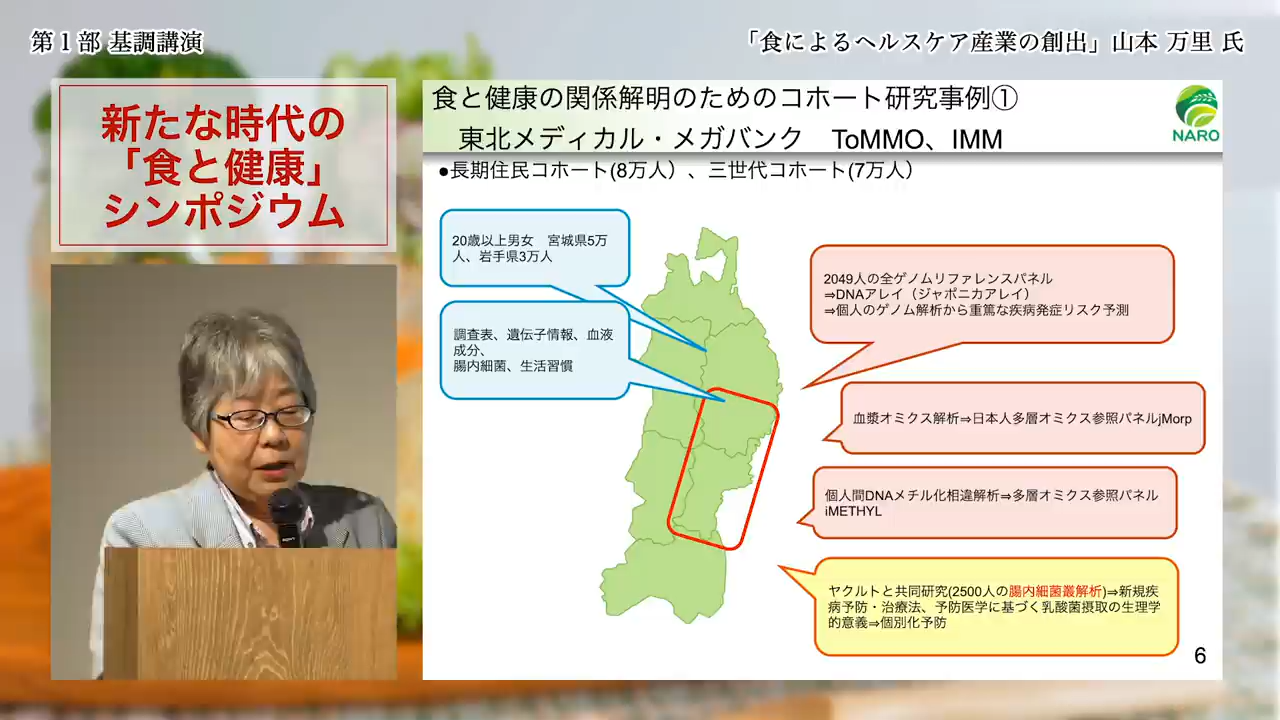 第1部 基調講演
「食によるヘルスケア産業の創出」山本 万里 氏
新たな時代の
「食と健康」
シンポジウム
食と健康の関係解明のためのコホート研究事例①
東北メディカル・メガバンク ToMMO、IMM
NARO
●長期住民コホート(8万人）、三世代コホート(7万人）
20歳以上男女 宮城県5万
人、岩手県3万人
調査表、遺伝子情報、血液
成分、
腸内細菌、生活習慣
2049人の全ゲノムリファレンスパネル
⇒DNAアレイ（ジャポニカアレイ）
⇒個人のゲノム解析から重篤な疾病発症リスク予測
血漿オミクス解析⇒日本人多層オミクス参照パネルjMorp
個人間DNAメチル化相違解析⇒多層オミクス参照パネル
iMETHYL
ヤクルトと共同研究(2500人の腸内細菌叢解析)⇒新規疾
病予防・治療法、予防医学に基づく乳酸菌摂取の生理学
的意義⇒個別化予防
6